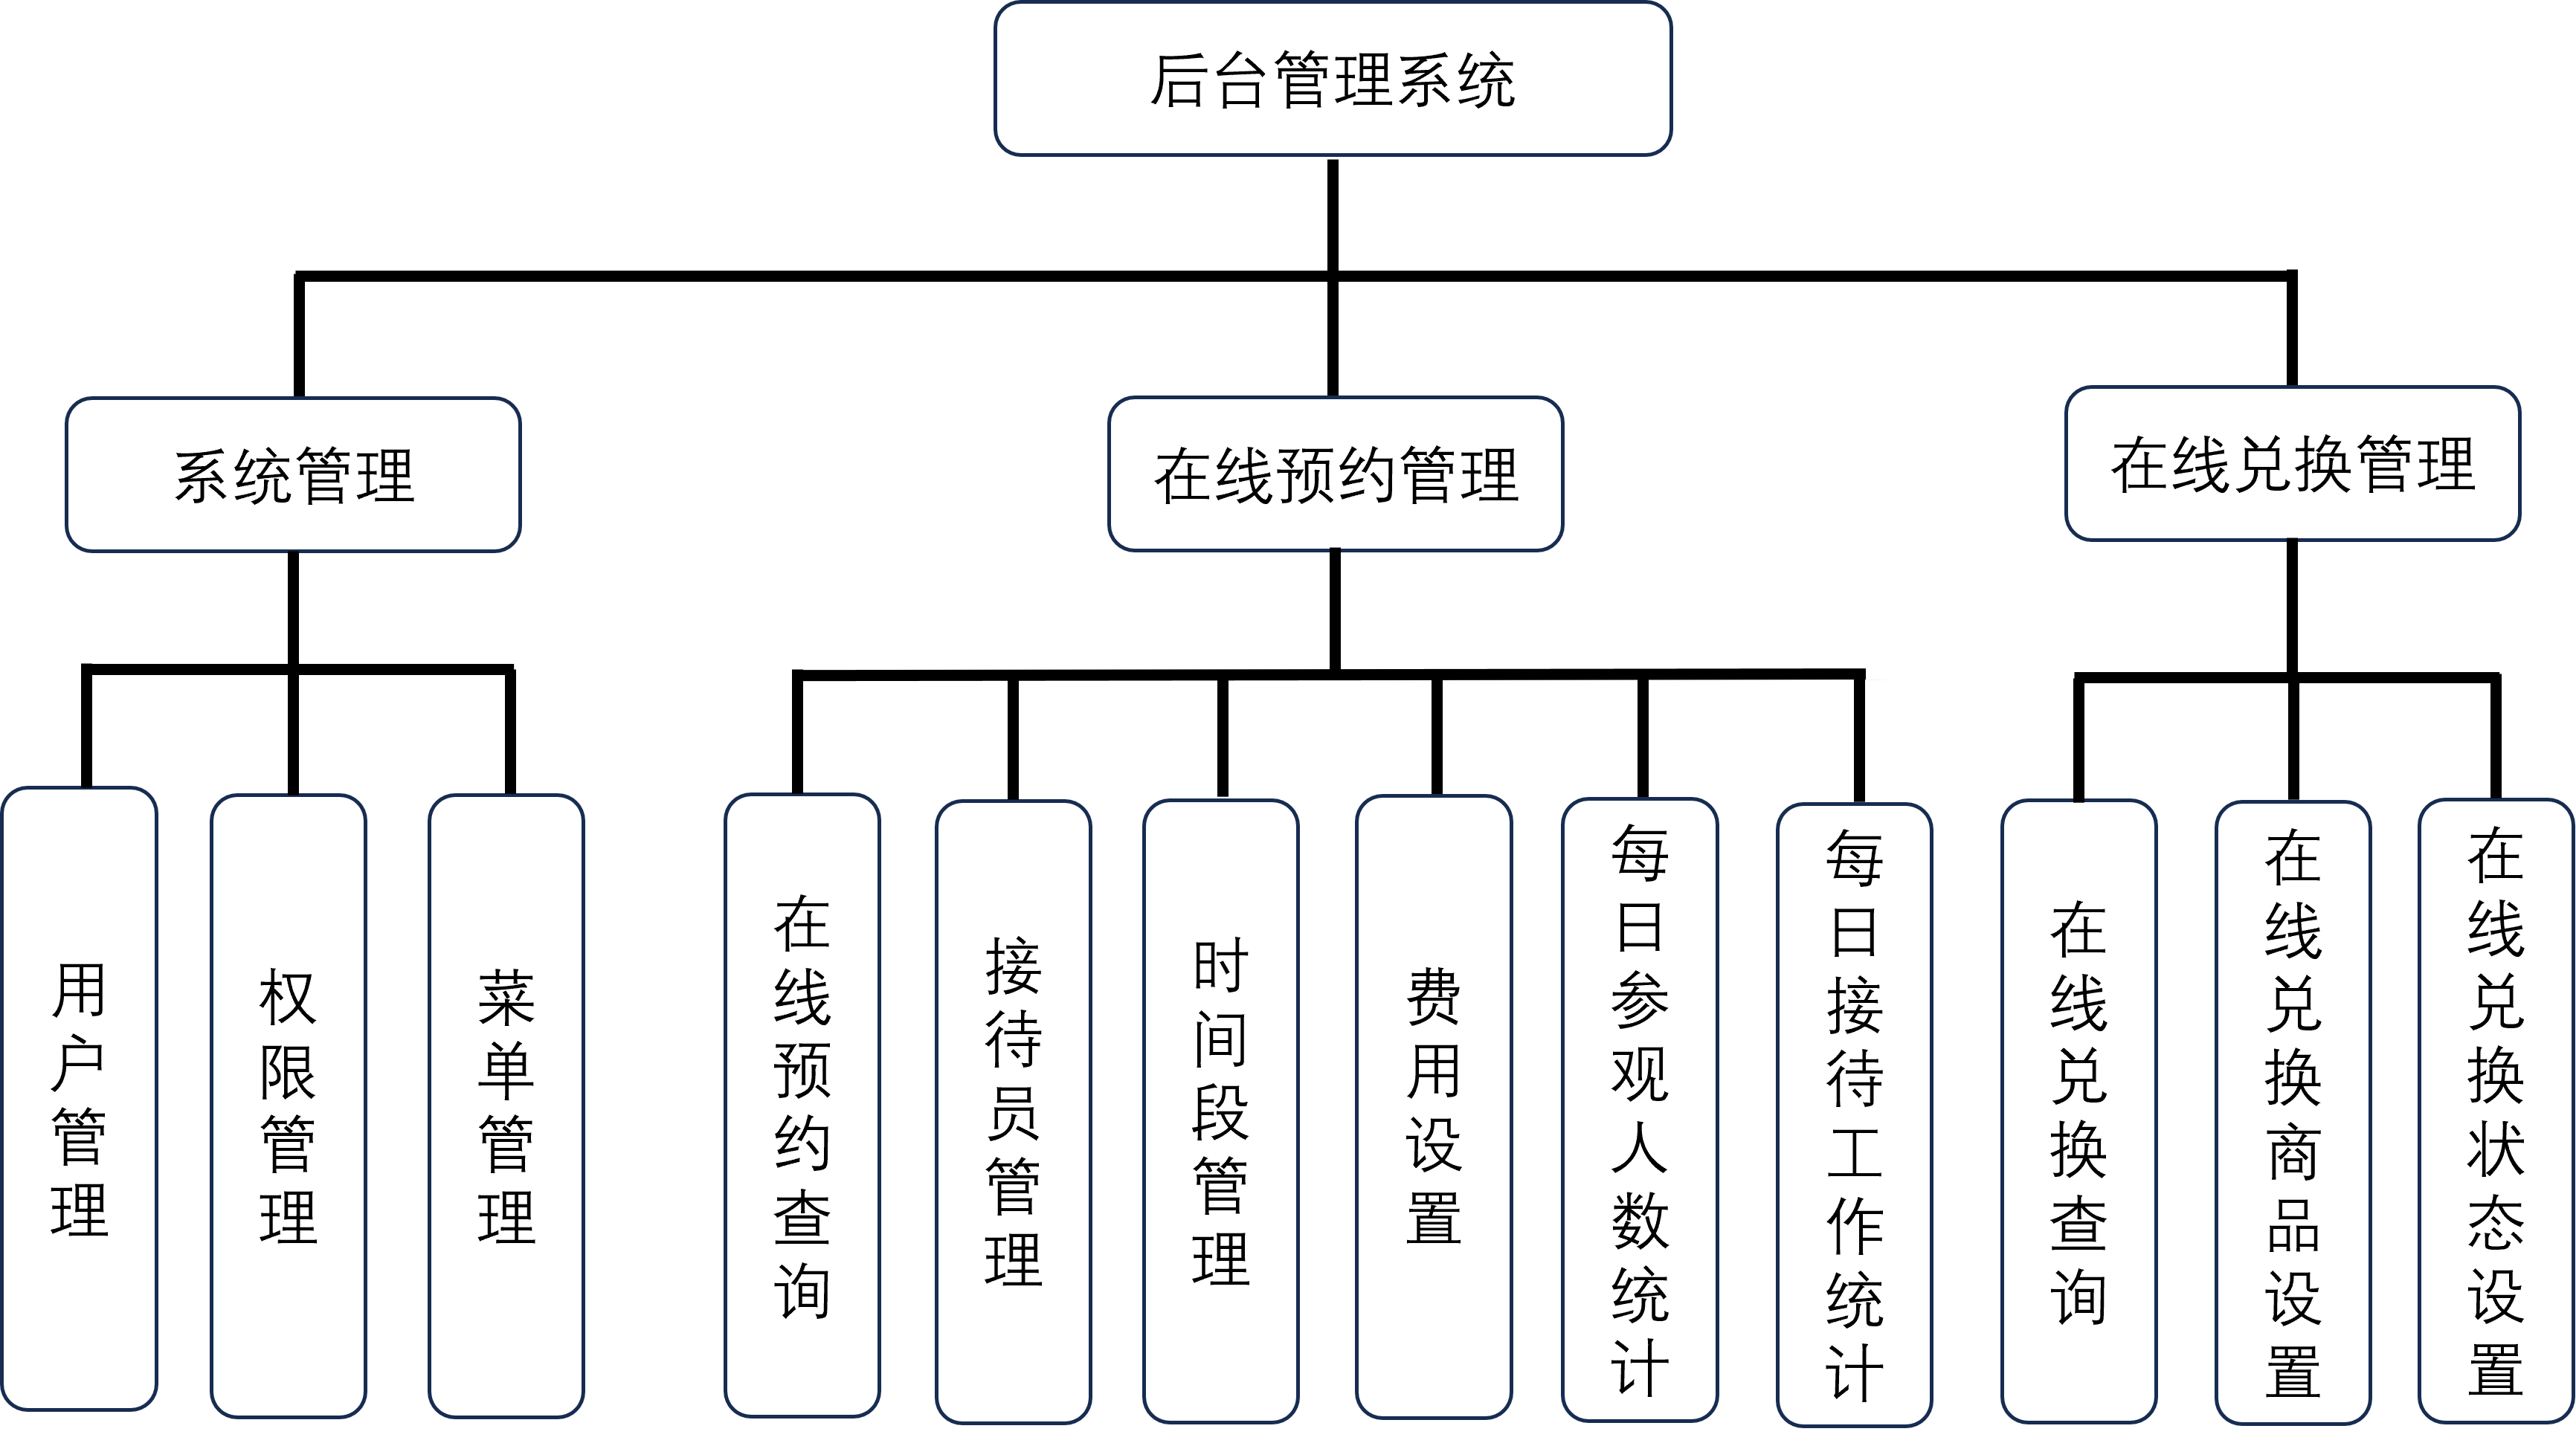 后台管理系统
系统管理
在线预约管理
在线兑换管理
用户管理
权限管理
菜单管理
在线预约查询
接待员管理
时间段管理
费用设置
每日参观人数统计
每日接待工作统计
在线兑换查询
在线兑换商品设置
在线兑换状态设置